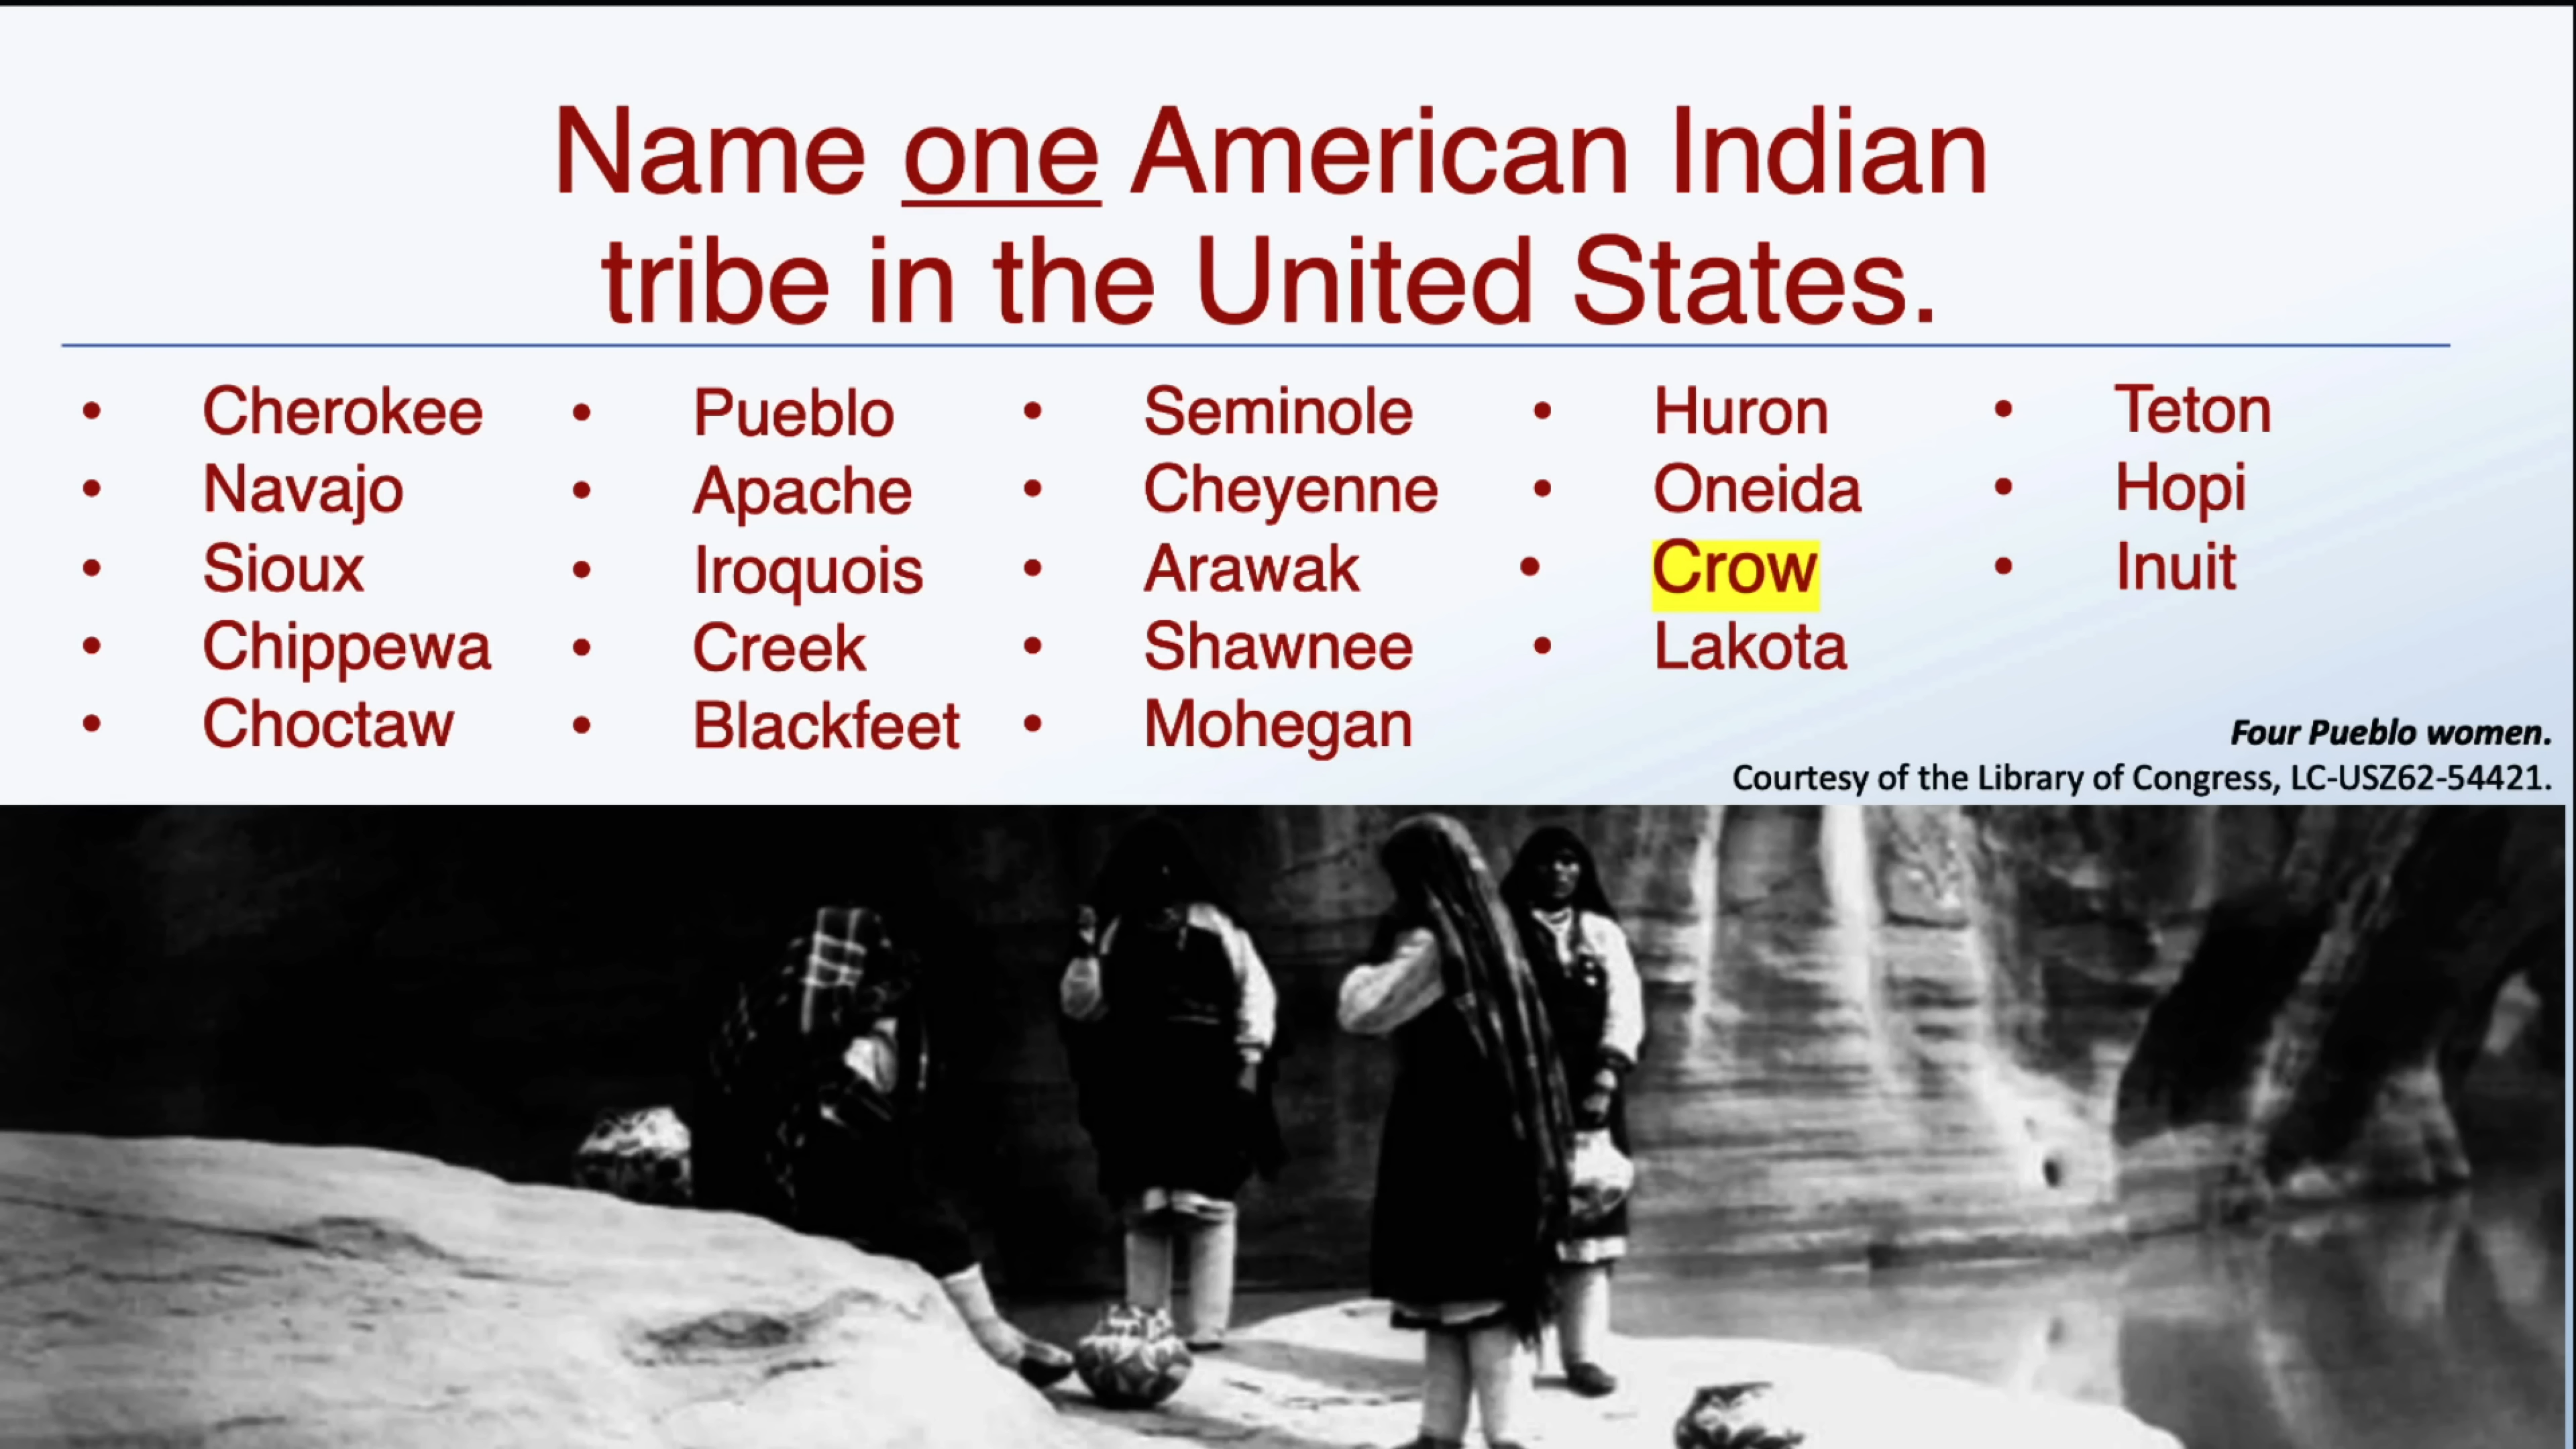 Name one American Indian
tribe in the United States.
• Cherokee
• Navajo
• Sioux
• Chippewa
• Choctaw
• Pueblo
• Apache
• Iroquois
• Creek
• Blackfeet
• Seminole
• Cheyenne
• Arawak
• Shawnee
• Mohegan
• Huron
• Oneida
• Crow
• Lakota
• Teton
• Hopi
• Inuit
Four Pueblo women.
Courtesy of the Library of Congress, LC-USZ62-54421.